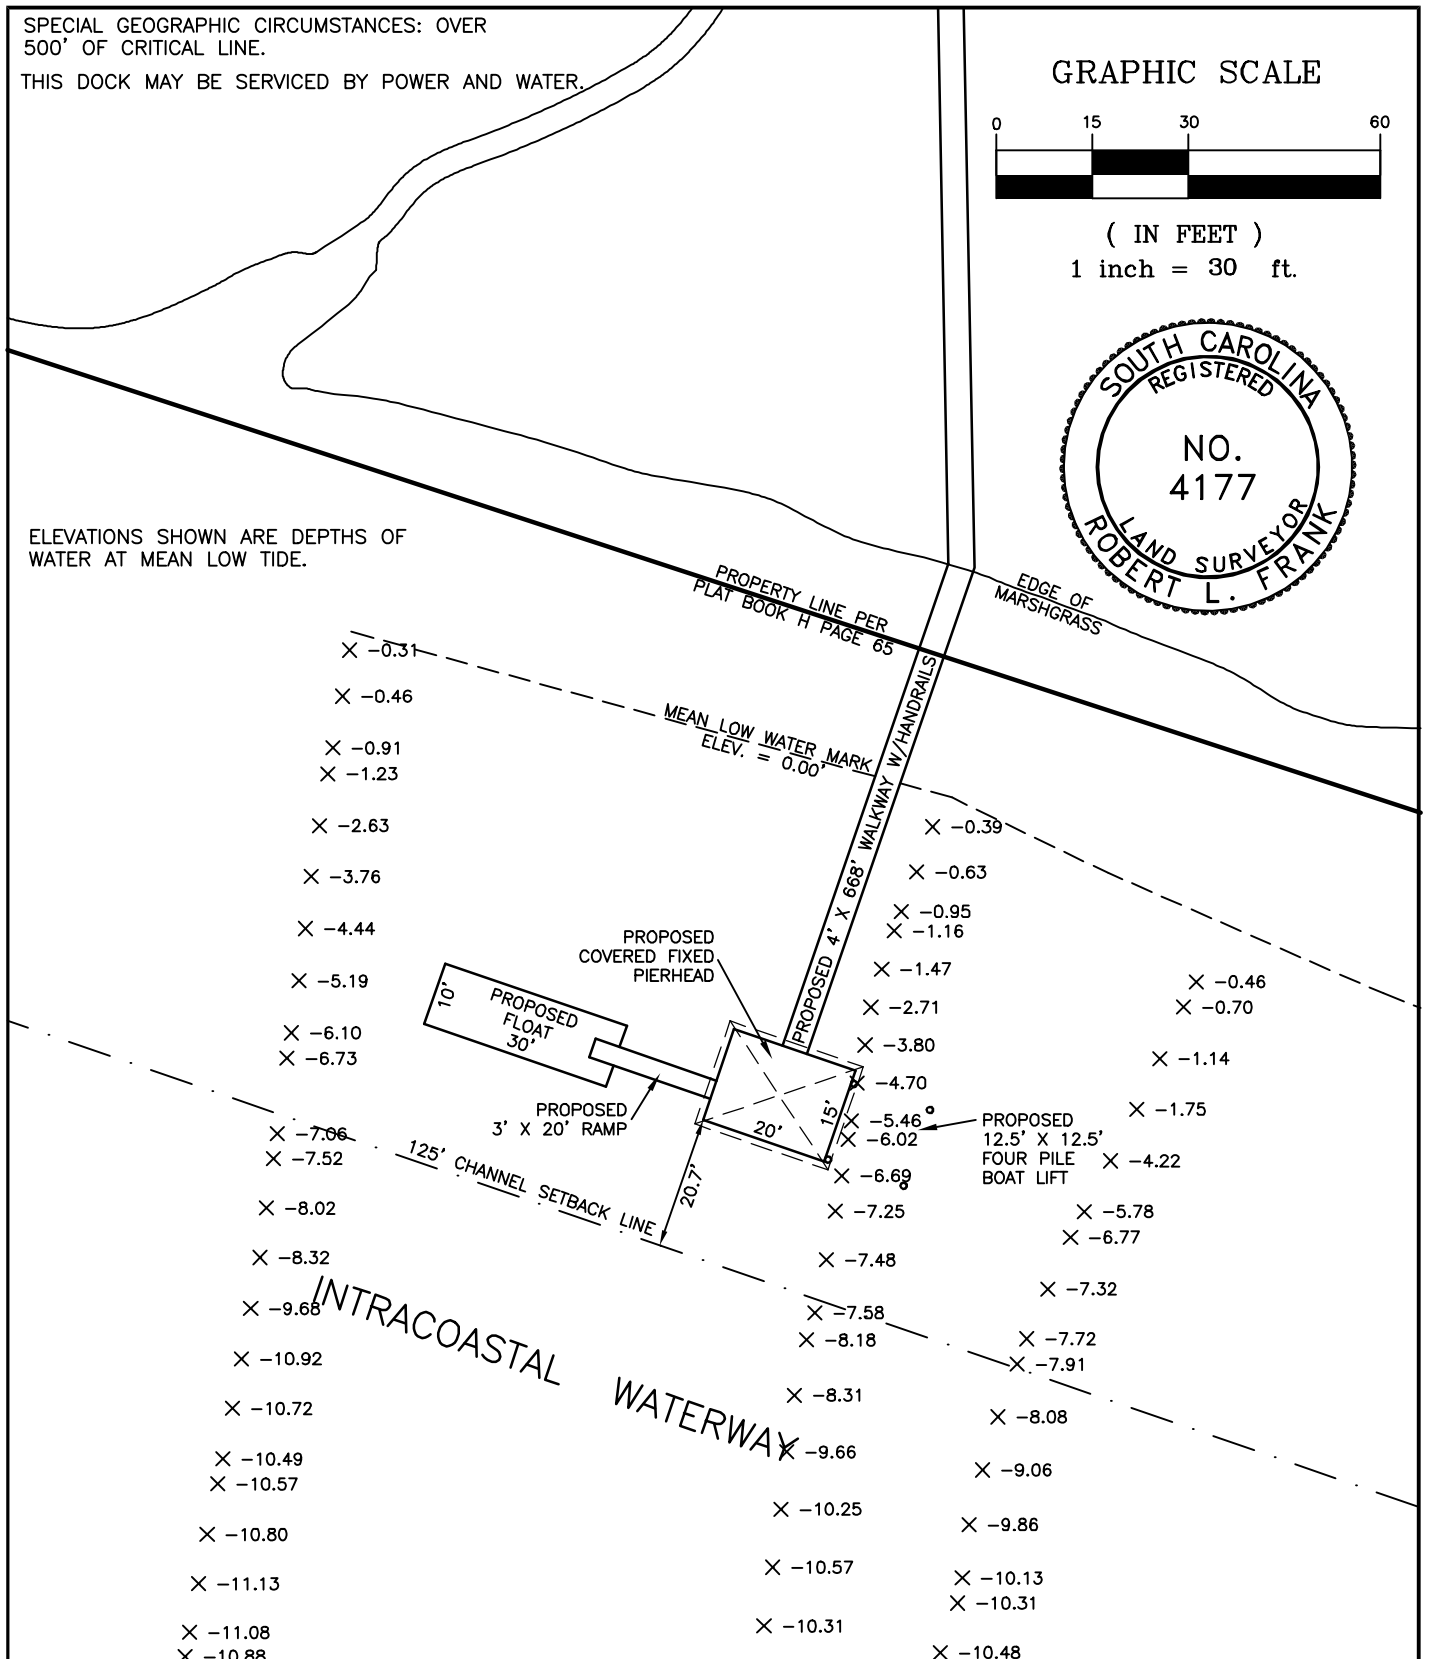 SPECIAL GEOGRAPHIC CIRCUMSTANCES: OVER
500' OF CRITICAL LINE.
THIS DOCK MAY BE SERVICED BY POWER AND WATER.
GRAPHIC SCALE
0 15 30 60
( IN FEET )
1 inch = 30 ft.
SOUTH CAROLINA
REGISTERED
NO.
4177
LAND SURVEYOR
ROBERT L. FRANK
ELEVATIONS SHOWN ARE DEPTHS OF
WATER AT MEAN LOW TIDE.
PROPERTY LINE PER
PLAT BOOK H PAGE 65
EDGE OF
MARSHGRASS
MEAN LOW WATER MARK
ELEV. = 0.00'
PROPOSED 4' X 668' WALKWAY W/HANDRAILS
-0.31
-0.46
-0.91
-1.23
-2.63
-3.76
-4.44
-5.19
-6.10
-6.73
-7.06
-7.52
-8.02
-8.32
-9.68
-10.92
-10.72
-10.49
-10.57
-10.80
-11.13
-11.08
-10.88
PROPOSED
COVERED FIXED
PIERHEAD
10'
PROPOSED
FLOAT
30'
PROPOSED
3' X 20' RAMP
20'
15'
20.7'
125' CHANNEL SETBACK LINE
INTRACOASTAL WATERWAY
-0.39
-0.63
-0.95
-1.16
-1.47
-2.71
-3.80
-4.70
-5.46
-6.02
-6.69
-7.25
-7.48
-7.58
-8.18
-8.31
-9.66
-10.25
-10.57
-10.31
PROPOSED
12.5' X 12.5'
FOUR PILE
BOAT LIFT
-0.46
-0.70
-1.14
-1.75
-4.22
-5.78
-6.77
-7.32
-7.72
-7.91
-8.08
-9.06
-9.86
-10.13
-10.31
-10.48